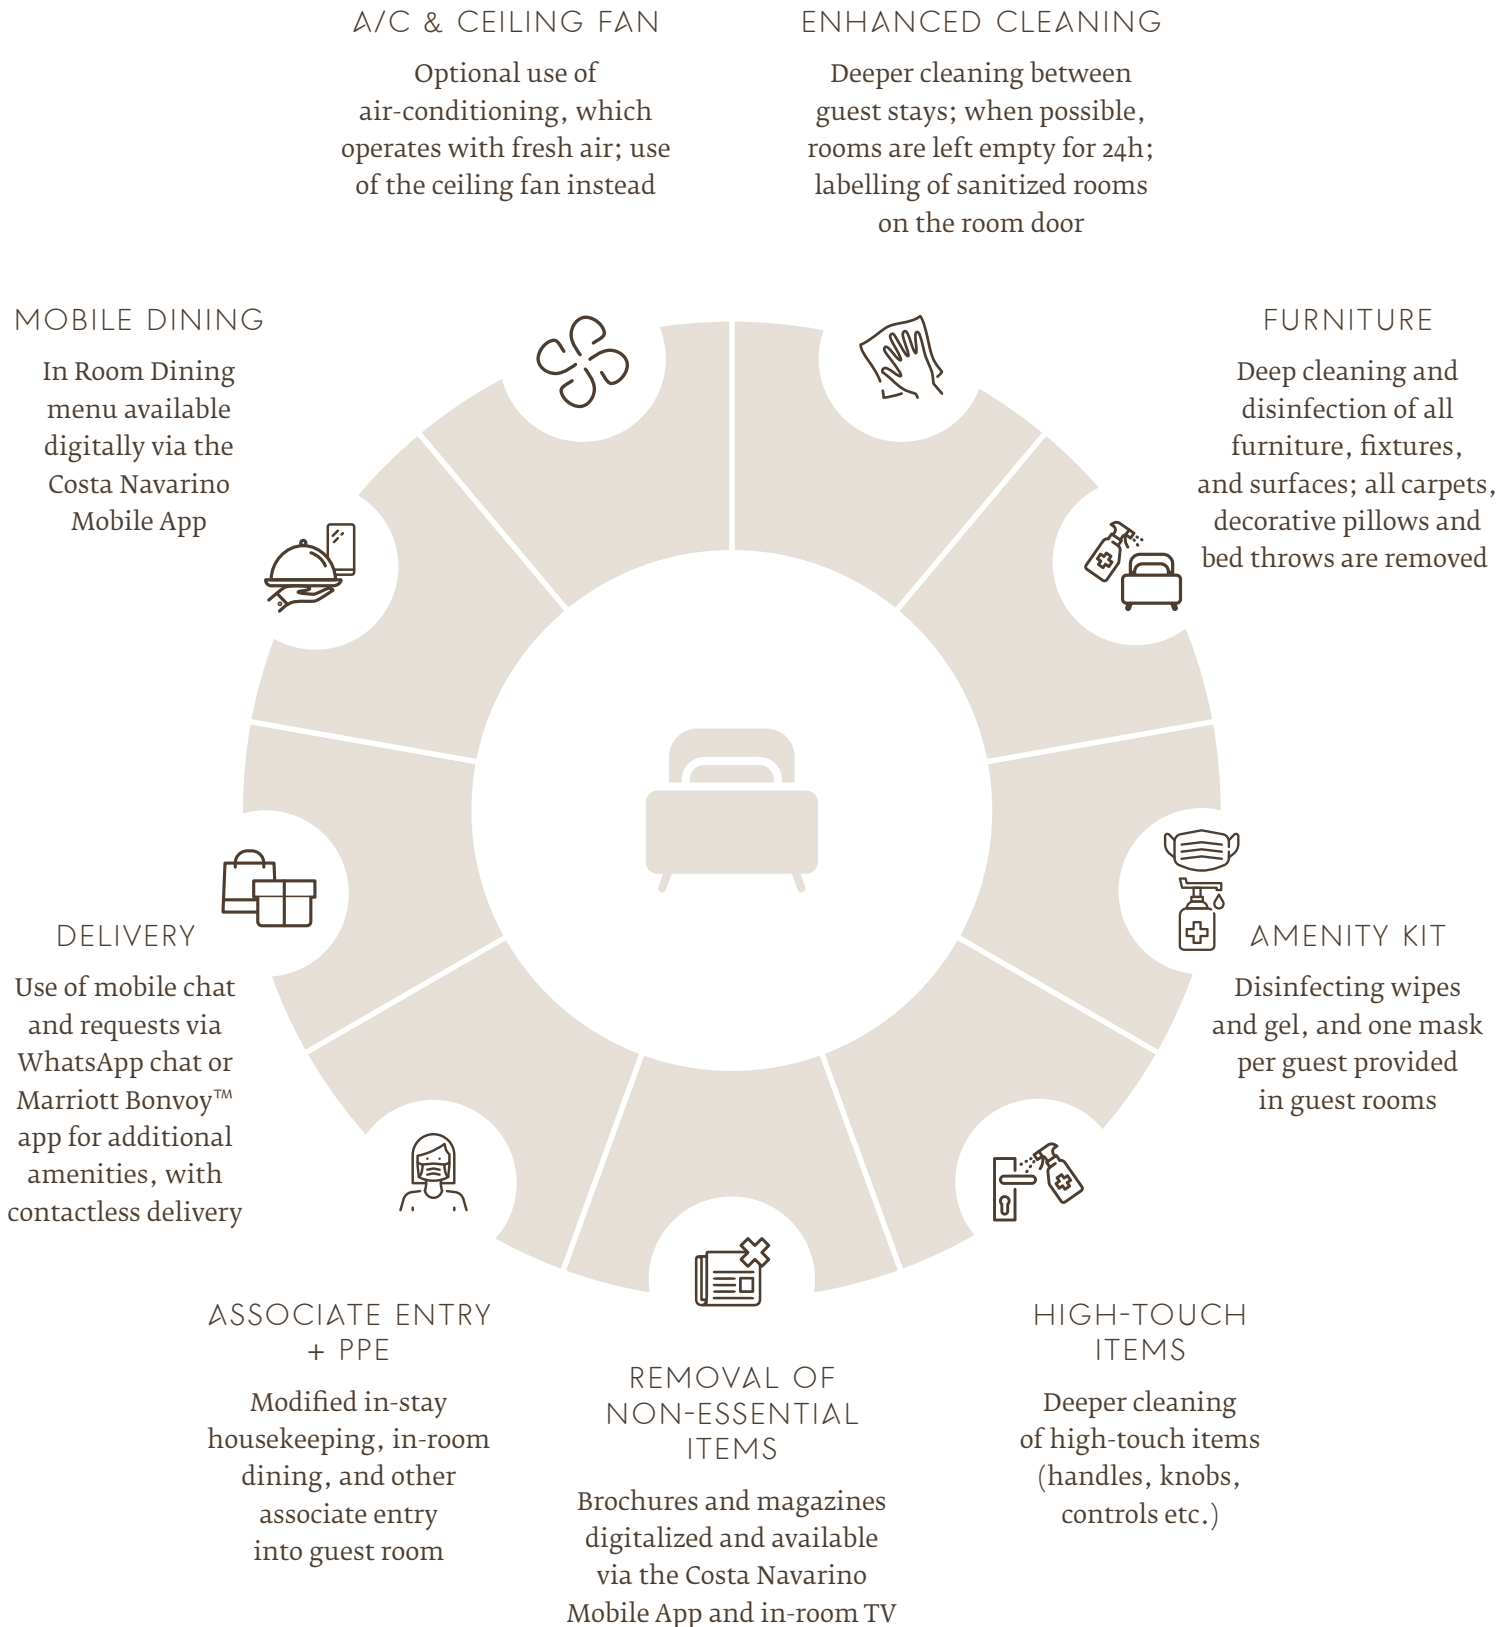 A/C & CEILING FAN
Optional use of
air-conditioning, which
operates with fresh air; use
of the ceiling fan instead
ENHANCED CLEANING
Deeper cleaning between
guest stays; when possible,
rooms are left empty for 24h;
labelling of sanitized rooms
on the room door
MOBILE DINING
In Room Dining
menu available
digitally via the
Costa Navarino
Mobile App
FURNITURE
Deep cleaning and
disinfection of all
furniture, fixtures,
and surfaces; all carpets,
decorative pillows and
bed throws are removed
DELIVERY
Use of mobile chat
and requests via
WhatsApp chat or
Marriott Bonvoy™
app for additional
amenities, with
contactless delivery
AMENITY KIT
Disinfecting wipes
and gel, and one mask
per guest provided
in guest rooms
ASSOCIATE ENTRY
+ PPE
Modified in-stay
housekeeping, in-room
dining, and other
associate entry
into guest room
REMOVAL OF
NON-ESSENTIAL
ITEMS
Brochures and magazines
digitalized and available
via the Costa Navarino
Mobile App and in-room TV
HIGH-TOUCH
ITEMS
Deeper cleaning
of high-touch items
(handles, knobs,
controls etc.)